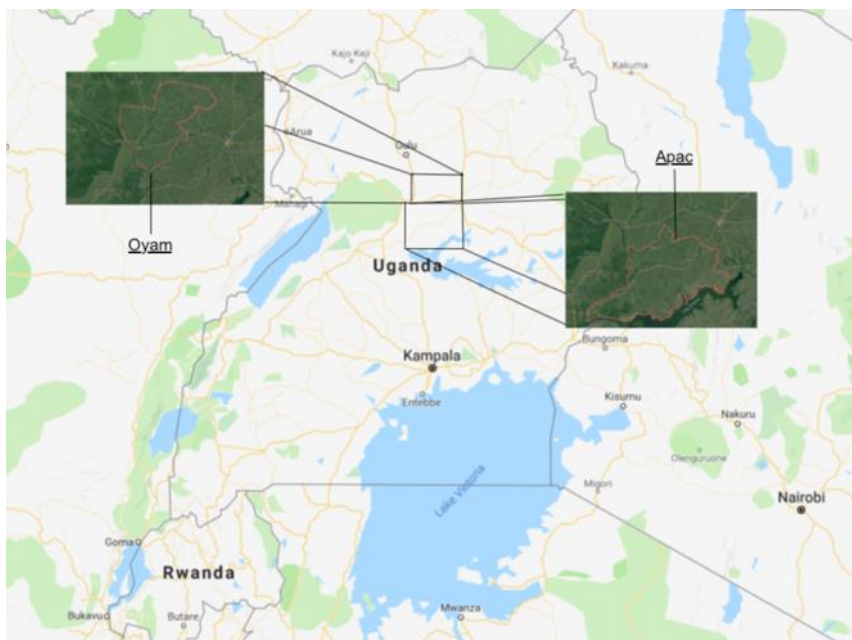 Kajo Keji
Kakuma
Arua
Gulu
Apac
Mahagi
Oyam
Uganda
Bungoma
Kampala
Entebbe
Kisumu
Nakuru
Olenguruone
Lake Victoria
Migori
Nairobi
Goma
Rwanda
Bukavu
Butare
Mwanza